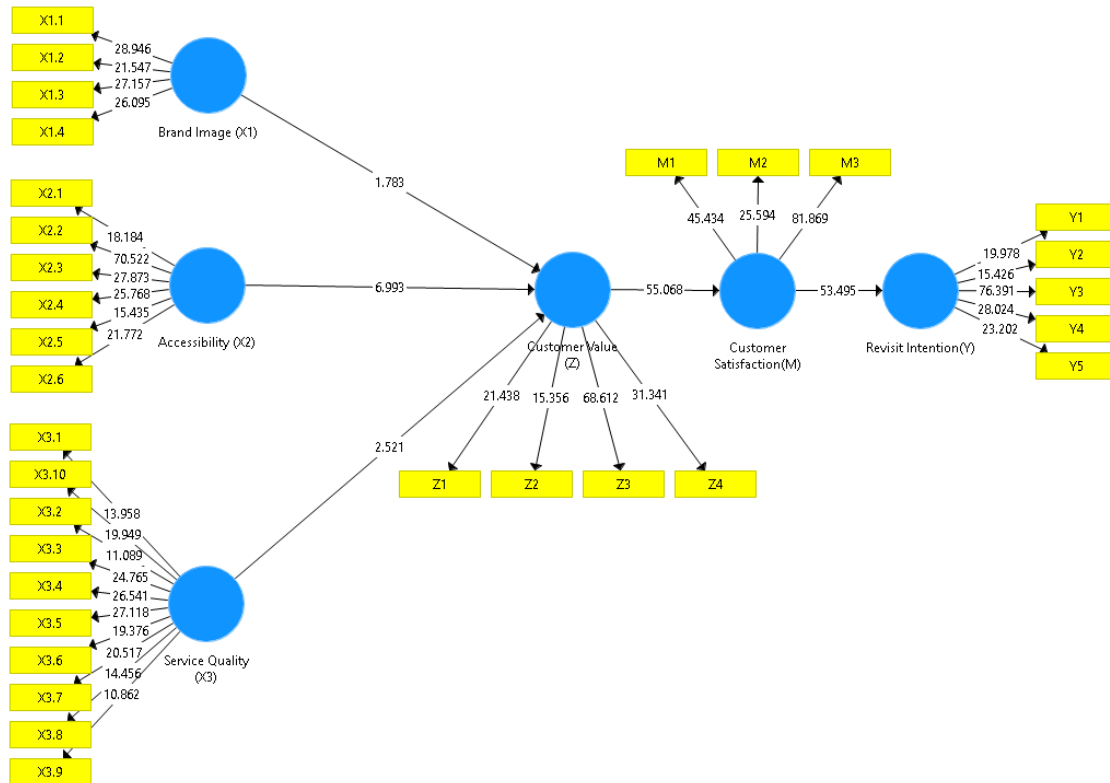 X1.1
X1.2
X1.3
X1.4
28.946
21.547
27.157
26.095
Brand Image (X1)
1.783
X2.1
X2.2
X2.3
X2.4
X2.5
X2.6
18.184
70.522
27.873
25.768
15.435
21.772
Accessibility (X2)
6.993
X3.1
X3.10
X3.2
X3.3
X3.4
X3.5
X3.6
X3.7
X3.8
X3.9
13.958
19.949
11.089
24.765
26.541
27.118
19.376
20.517
14.456
10.862
Service Quality
(X3)
2.521
Customer Value
(Z)
21.438
15.356
68.612
31.341
Z1
Z2
Z3
Z4
55.068
M1
M2
M3
45.434
25.594
81.869
Customer
Satisfaction(M)
53.495
Revisit Intention(Y)
19.978
15.426
76.391
28.024
23.202
Y1
Y2
Y3
Y4
Y5